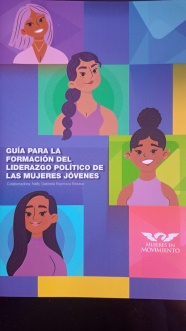 GUÍA PARA LA
FORMACIÓN DEL
LIDERAZGO POLÍTICO DE
LAS MUJERES JÓVENES
MUJERES EN
MOVIMIENTO